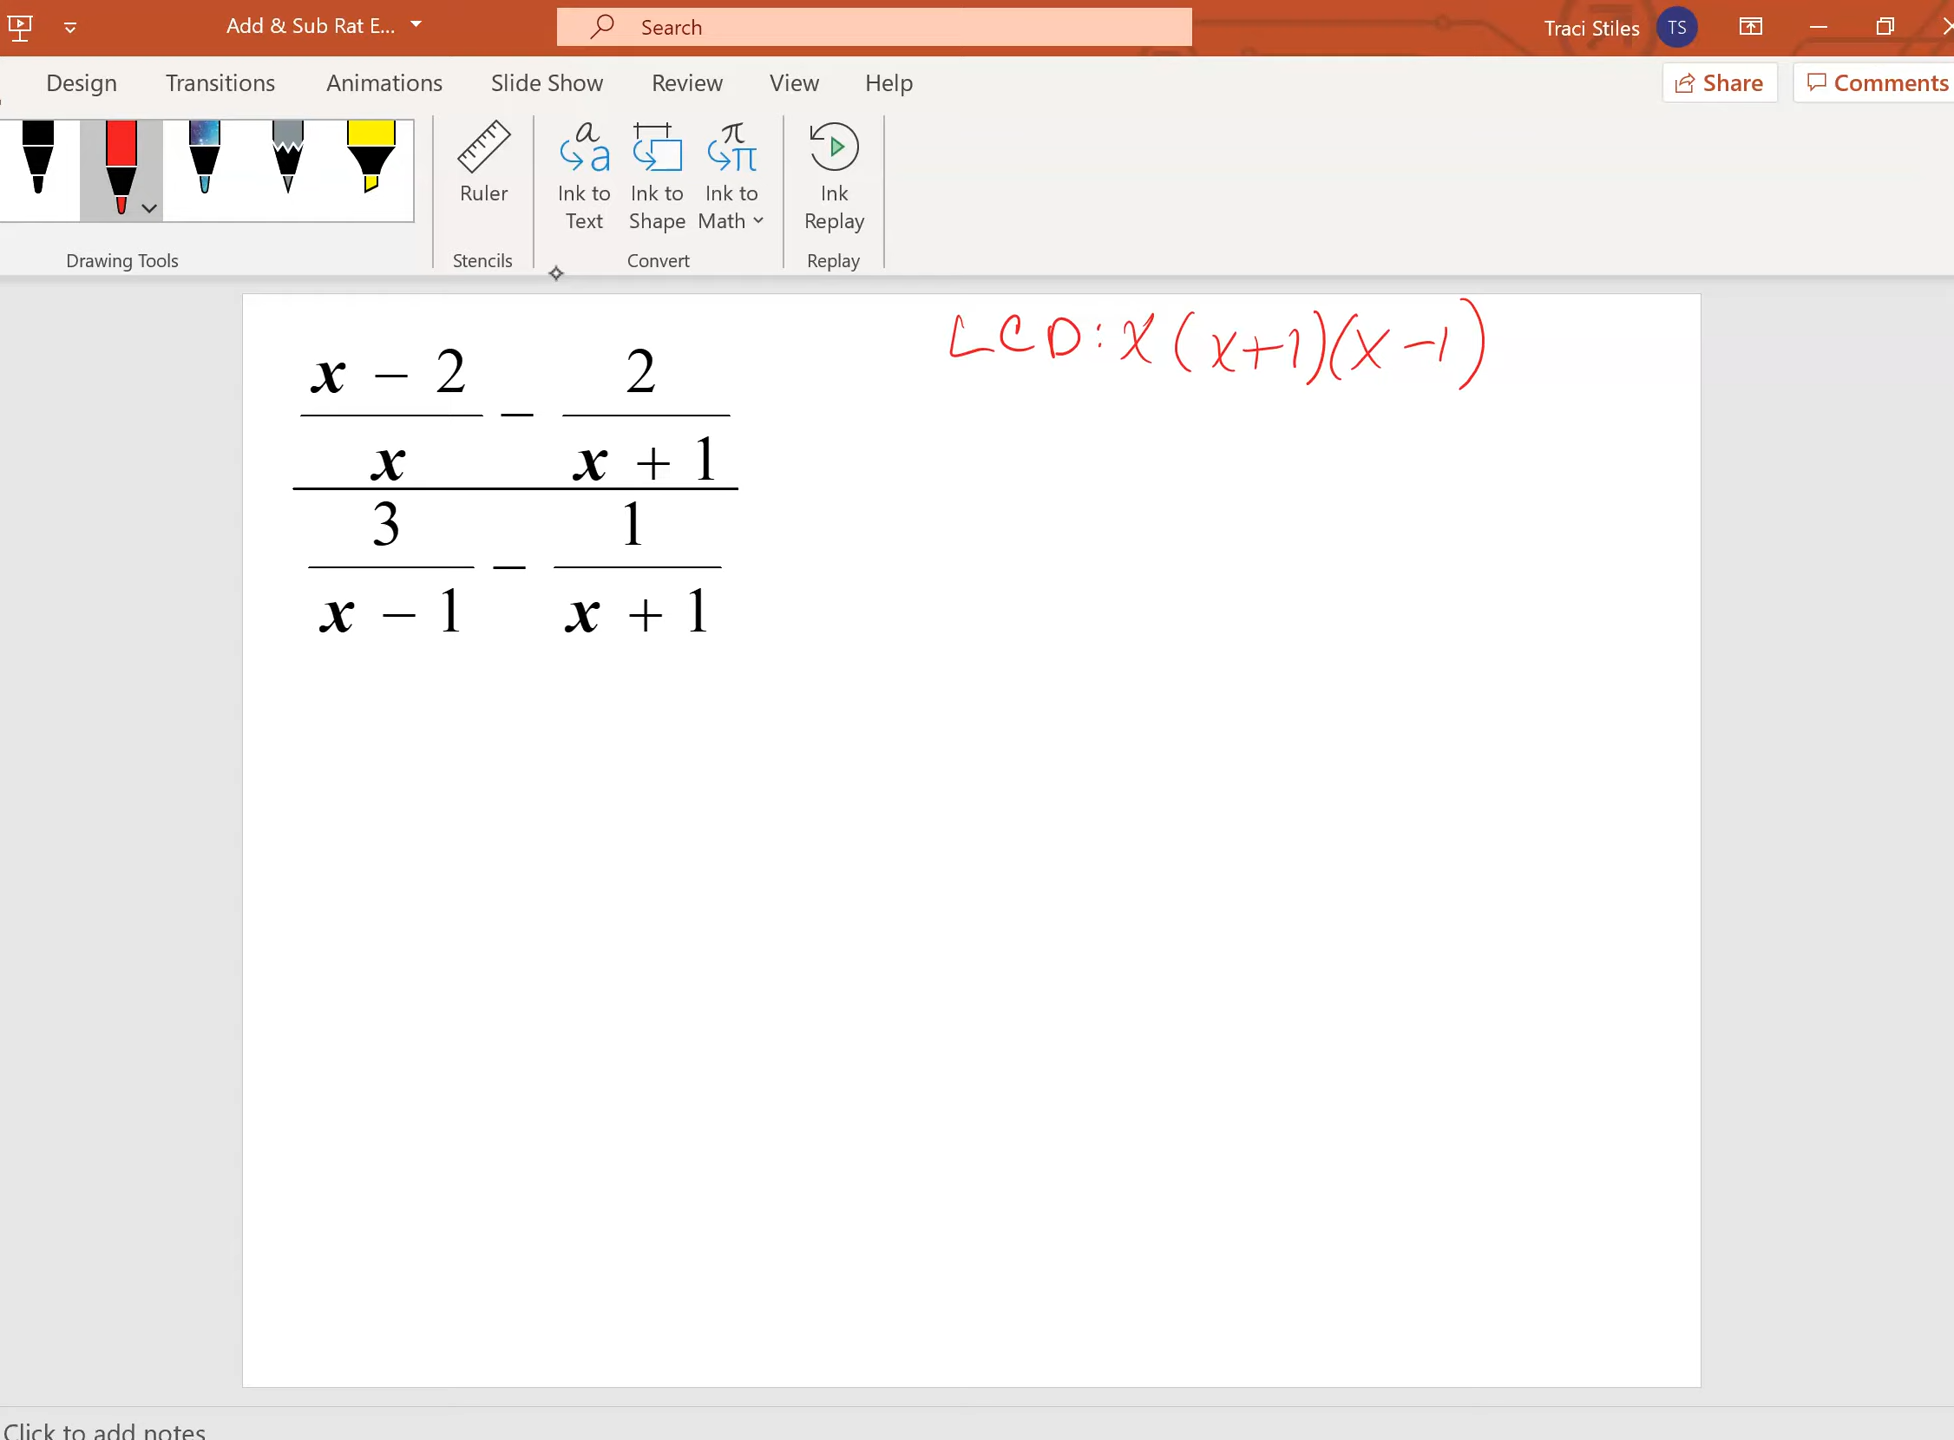 Add & Sub Rat E...
Search
Traci Stiles TS
Design Transitions Animations Slide Show Review View Help
Share Comments
Ruler
Ink to Text
Ink to Shape
Ink to Math
Ink Replay
Drawing Tools Stencils Convert Replay
LCD: x(x+1)(x-1)
x − 2 2
−
x x + 1
3 1
−
x − 1 x + 1
Click to add notes